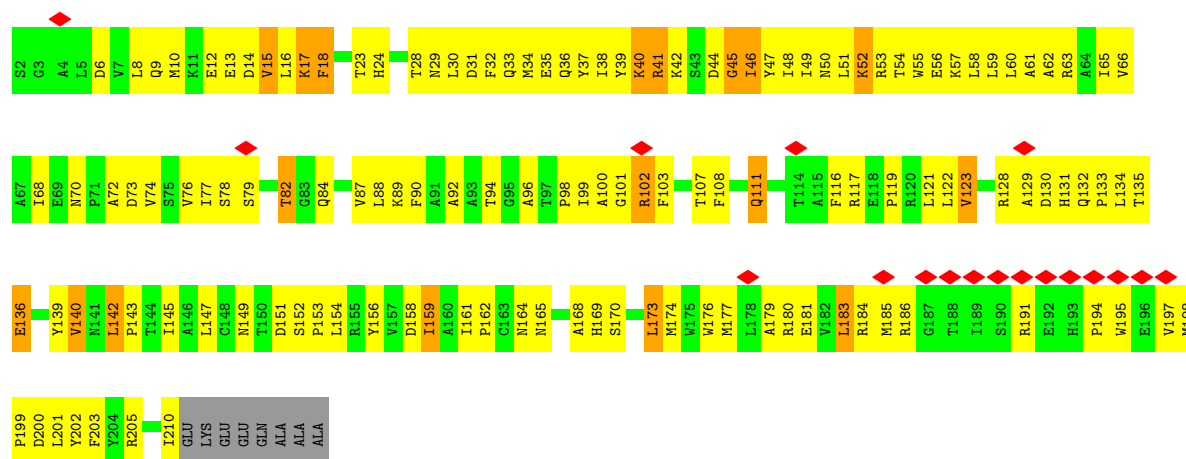 S2 G3 A4 L5 D6 V7 L8 Q9 M10 K11 E12 E13 D14 V15 L16 K17 F18 T23 H24 T28 N29 L30 D31 F32 Q33 M34 E35 Q36 Y37 I38 Y39 K40 R41 K42 S43 D44 G45 I46 Y47 I48 I49 N50 L51 K52 R53 T54 W55 E56 K57 L58 L59 L60 A61 A62 R63 A64 I65 V66
A67 I68 E69 N70 P71 A72 D73 V74 S75 V76 I77 S78 S79 T82 G83 Q84 V87 L88 K89 F90 A91 A92 A93 T94 G95 A96 T97 P98 I99 A100 G101 R102 F103 T107 F108 Q111 T114 A115 F116 R117 E118 P119 R120 L121 L122 V123 R128 A129 D130 H131 Q132 P133 L134 T135
E136 Y139 V140 N141 L142 P143 T144 I145 A146 L147 C148 N149 T150 D151 S152 P153 L154 R155 Y156 V157 D158 I159 A160 I161 P162 C163 N164 N165 A168 H169 S170 L173 M174 W175 W176 M177 L178 A179 R180 E181 V182 L183 R184 M185 R186 G187 T188 I189 S190 R191 E192 H193 P194 W195 E196 V197 M198
P199 D200 L201 Y202 F203 Y204 R205 I210 GLU LYS GLU GLU GLN ALA ALA ALA